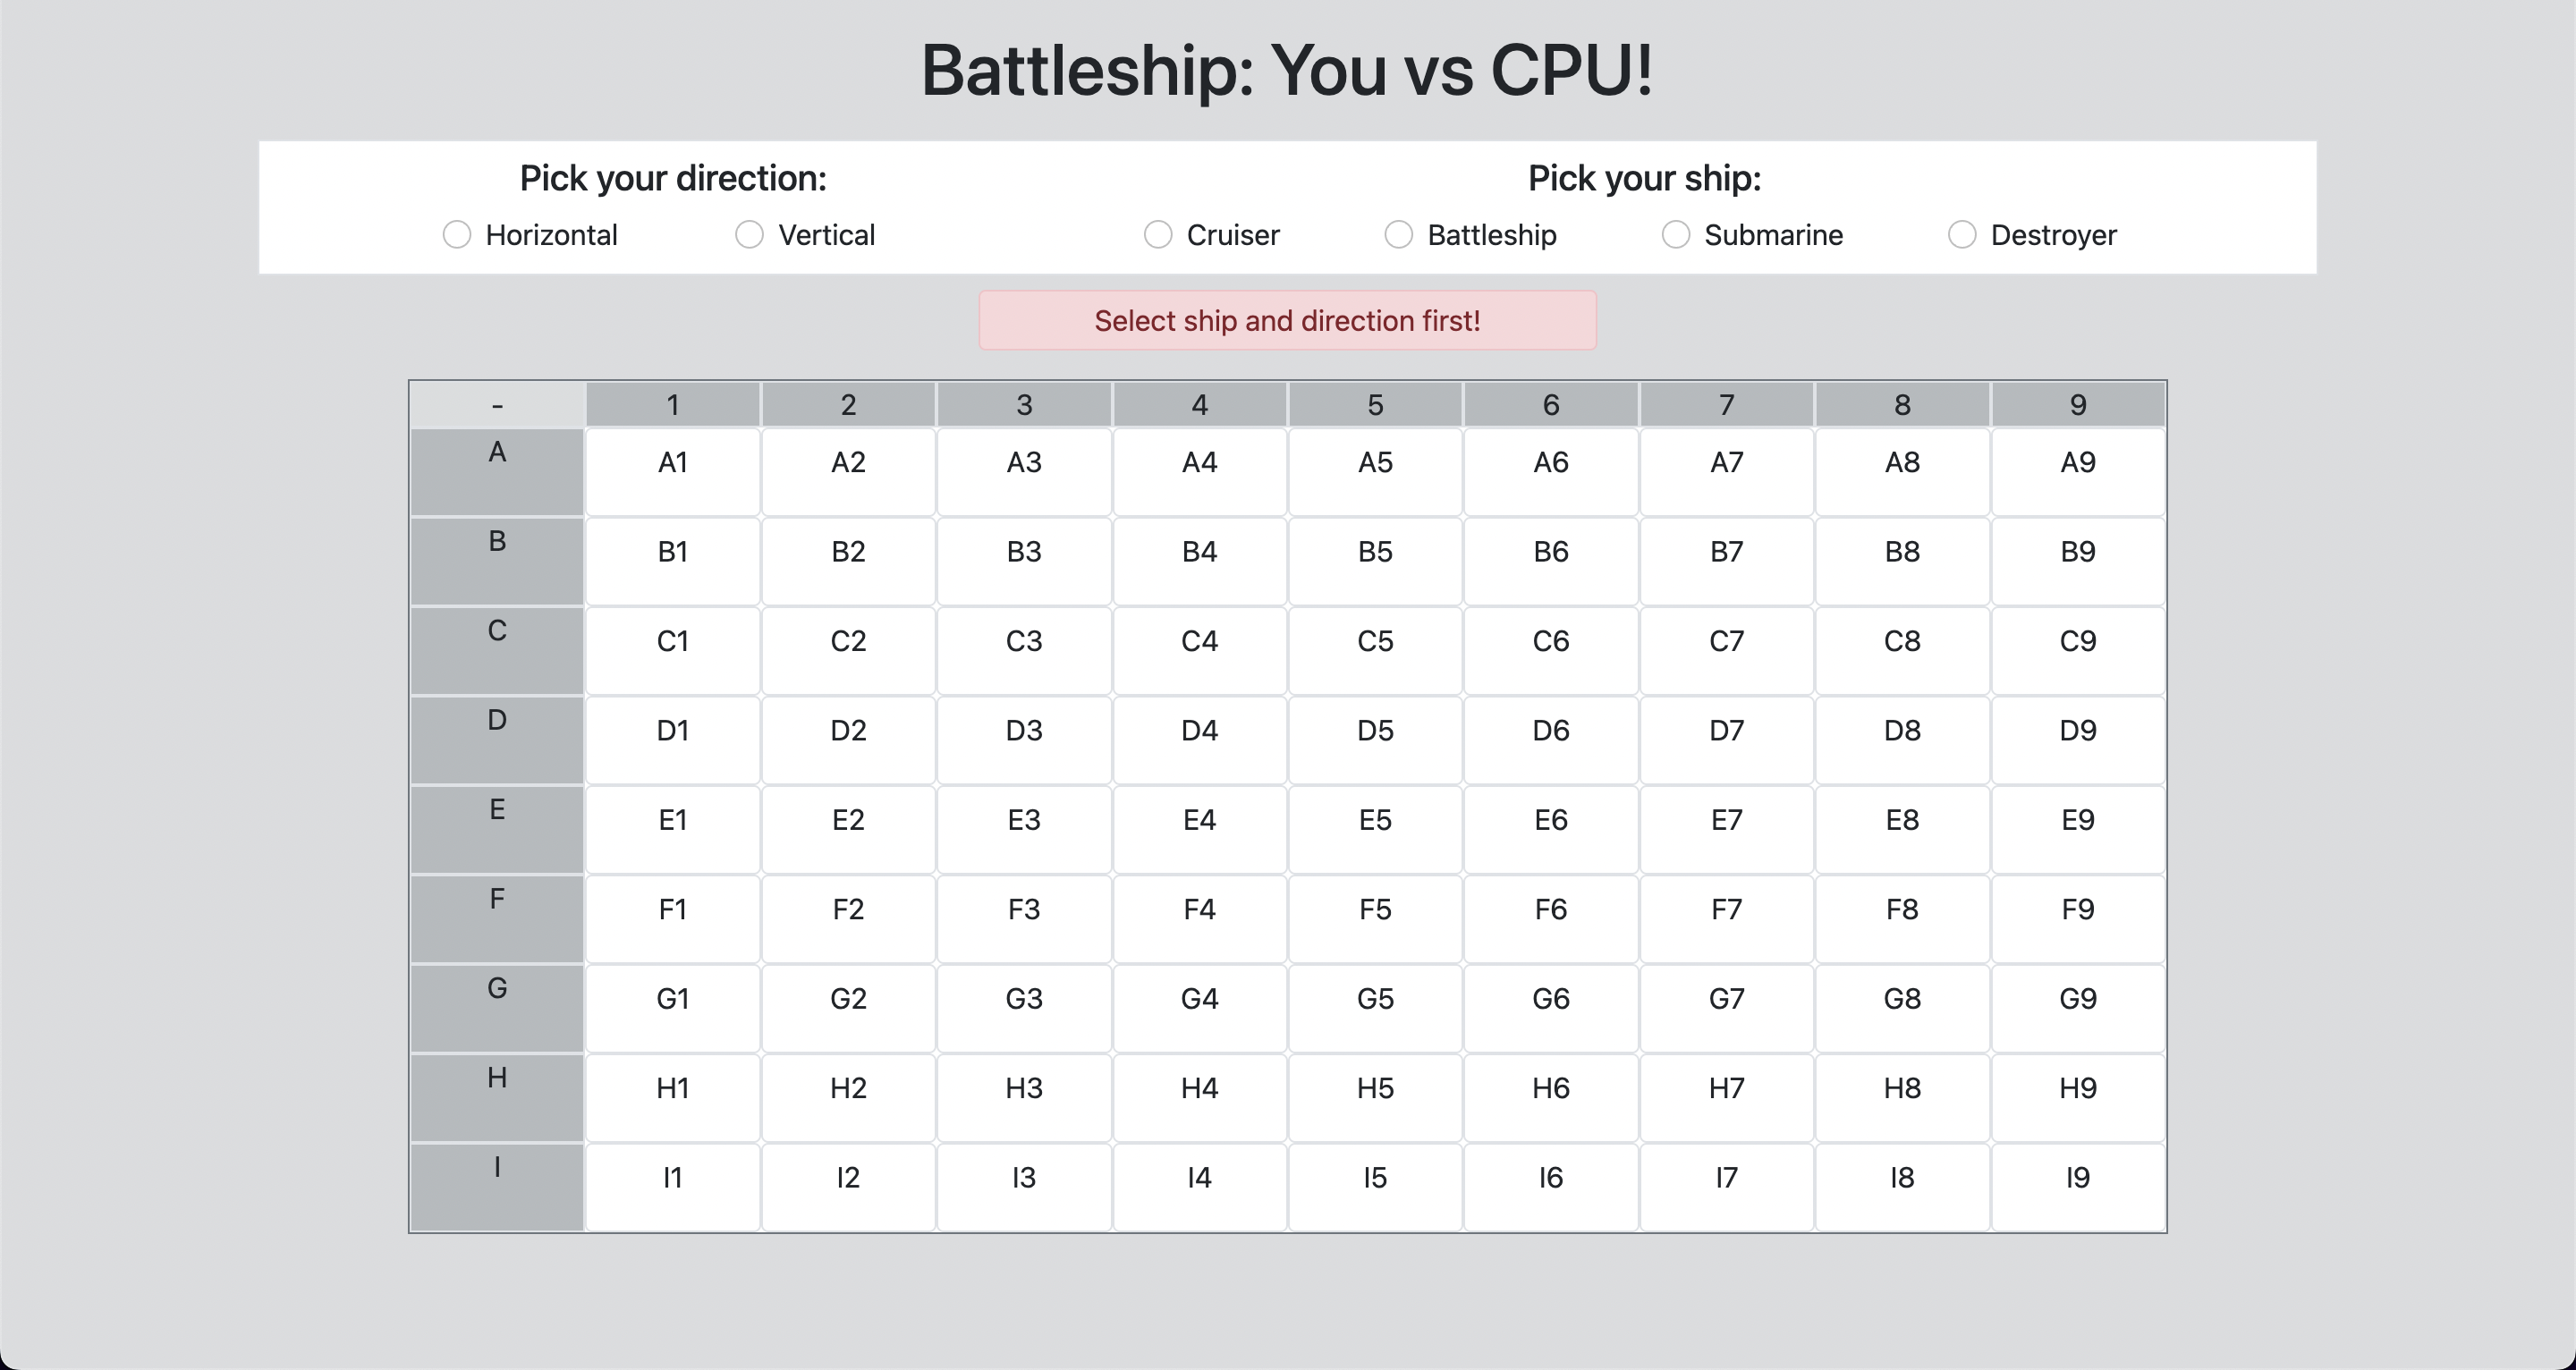 Battleship: You vs CPU!
Pick your direction:
Horizontal Vertical
Pick your ship:
Cruiser Battleship Submarine Destroyer
Select ship and direction first!
- 1 2 3 4 5 6 7 8 9
A A1 A2 A3 A4 A5 A6 A7 A8 A9
B B1 B2 B3 B4 B5 B6 B7 B8 B9
C C1 C2 C3 C4 C5 C6 C7 C8 C9
D D1 D2 D3 D4 D5 D6 D7 D8 D9
E E1 E2 E3 E4 E5 E6 E7 E8 E9
F F1 F2 F3 F4 F5 F6 F7 F8 F9
G G1 G2 G3 G4 G5 G6 G7 G8 G9
H H1 H2 H3 H4 H5 H6 H7 H8 H9
I I1 I2 I3 I4 I5 I6 I7 I8 I9